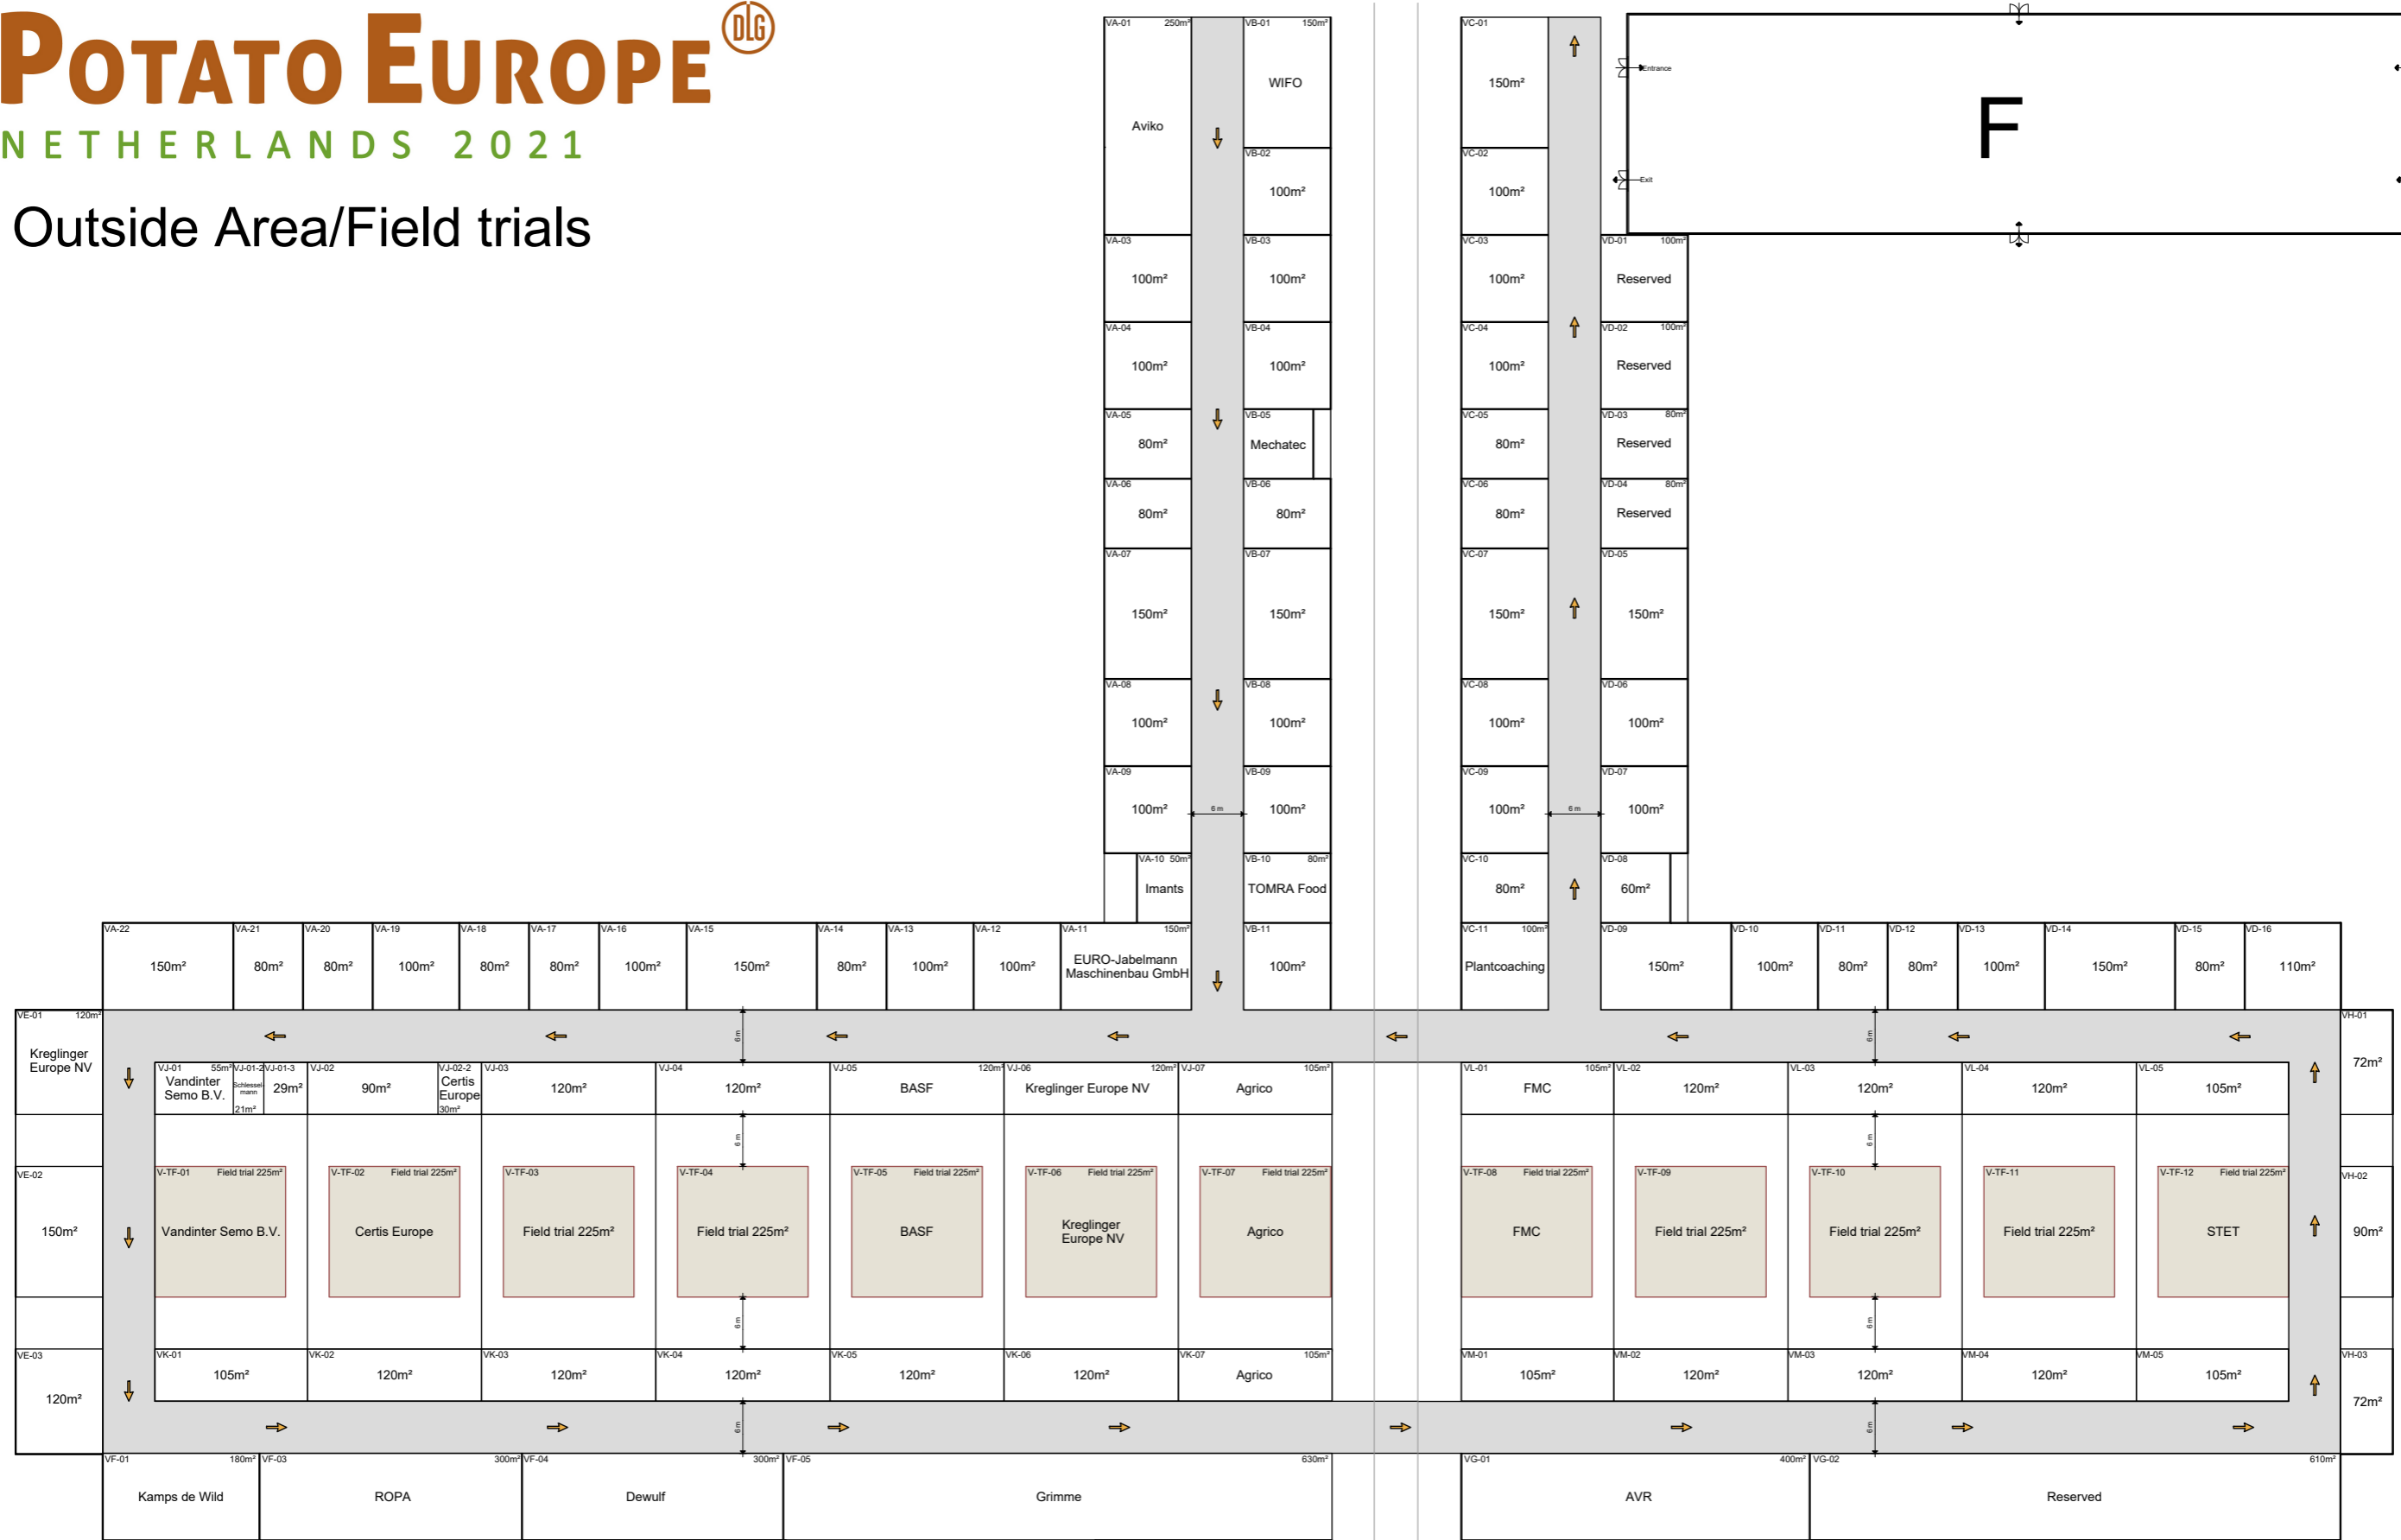 POTATO EUROPE
DLG
NETHERLANDS 2021
Outside Area/Field trials
F
Entrance
Exit
VA-01 250m²
Aviko
VA-03
100m²
VA-04
100m²
VA-05
80m²
VA-06
80m²
VA-07
150m²
VA-08
100m²
VA-09
100m²
VA-10 50m²
Imants
VB-01 150m²
WIFO
VB-02
100m²
VB-03
100m²
VB-04
100m²
VB-05
Mechatec
VB-06
80m²
VB-07
150m²
VB-08
100m²
VB-09
100m²
VB-10 80m²
TOMRA Food
VB-11
100m²
6 m
VC-01
150m²
VC-02
100m²
VC-03
100m²
VC-04
100m²
VC-05
80m²
VC-06
80m²
VC-07
150m²
VC-08
100m²
VC-09
100m²
VC-10
80m²
VC-11 100m²
Plantcoaching
6 m
VD-01 100m²
Reserved
VD-02 100m²
Reserved
VD-03 80m²
Reserved
VD-04 80m²
Reserved
VD-05
150m²
VD-06
100m²
VD-07
100m²
VD-08
60m²
VA-22
150m²
VA-21
80m²
VA-20
80m²
VA-19
100m²
VA-18
80m²
VA-17
80m²
VA-16
100m²
VA-15
150m²
VA-14
80m²
VA-13
100m²
VA-12
100m²
VA-11 150m²
EURO-Jabelmann
Maschinenbau GmbH
VD-09
150m²
VD-10
100m²
VD-11
80m²
VD-12
80m²
VD-13
100m²
VD-14
150m²
VD-15
80m²
VD-16
110m²
VE-01 120m²
Kreglinger
Europe NV
VE-02
150m²
VE-03
120m²
6 m
6 m
VH-01
72m²
VH-02
90m²
VH-03
72m²
VJ-01 55m²
Vandinter
Semo B.V.
VJ-01-2
Schlessel-
mann
21m²
VJ-01-3
29m²
VJ-02
90m²
VJ-02-2
Certis
Europe
30m²
VJ-03
120m²
VJ-04
120m²
VJ-05 120m²
BASF
VJ-06 120m²
Kreglinger Europe NV
VJ-07 105m²
Agrico
VL-01 105m²
FMC
VL-02
120m²
VL-03
120m²
VL-04
120m²
VL-05
105m²
6 m
6 m
V-TF-01 Field trial 225m²
Vandinter Semo B.V.
V-TF-02 Field trial 225m²
Certis Europe
V-TF-03
Field trial 225m²
V-TF-04
Field trial 225m²
V-TF-05 Field trial 225m²
BASF
V-TF-06 Field trial 225m²
Kreglinger
Europe NV
V-TF-07 Field trial 225m²
Agrico
V-TF-08 Field trial 225m²
FMC
V-TF-09
Field trial 225m²
V-TF-10
Field trial 225m²
V-TF-11
Field trial 225m²
V-TF-12 Field trial 225m²
STET
6 m
6 m
VK-01
105m²
VK-02
120m²
VK-03
120m²
VK-04
120m²
VK-05
120m²
VK-06
120m²
VK-07 105m²
Agrico
VM-01
105m²
VM-02
120m²
VM-03
120m²
VM-04
120m²
VM-05
105m²
6 m
6 m
VF-01 180m²
Kamps de Wild
VF-03 300m²
ROPA
VF-04 300m²
Dewulf
VF-05 630m²
Grimme
VG-01 400m²
AVR
VG-02 610m²
Reserved